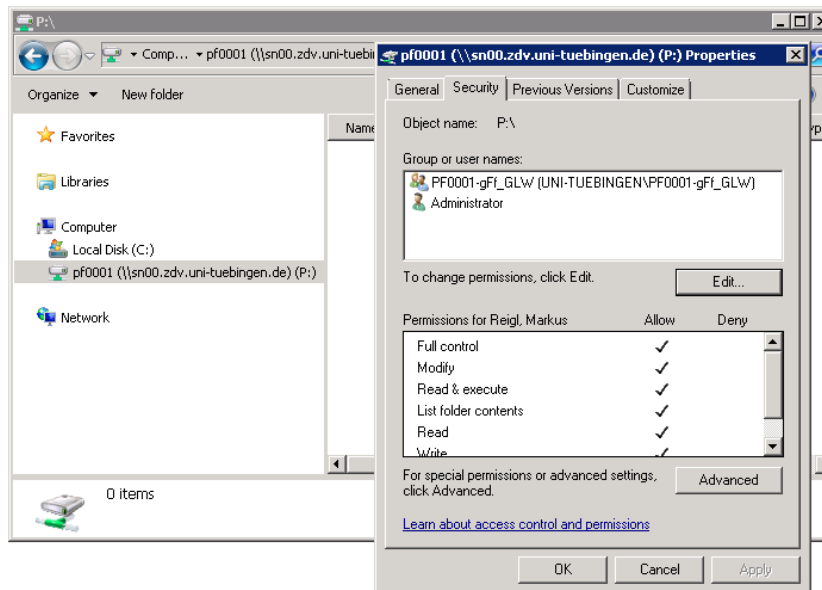 P:\
Comp... pf0001 (\\sn00.zdv.uni-tuebi
Organize New folder
Favorites
Libraries
Computer
Local Disk (C:)
pf0001 (\\sn00.zdv.uni-tuebingen.de) (P:)
Network
Name
0 items
pf0001 (\\sn00.zdv.uni-tuebingen.de) (P:) Properties
General Security Previous Versions Customize
Object name: P:\
Group or user names:
PF0001-gFf_GLW (UNI-TUEBINGEN\PF0001-gFf_GLW)
Administrator
To change permissions, click Edit.
Edit...
Permissions for Reigl, Markus Allow Deny
Full control
Modify
Read & execute
List folder contents
Read
Write
For special permissions or advanced settings,
click Advanced.
Advanced
Learn about access control and permissions
OK Cancel Apply